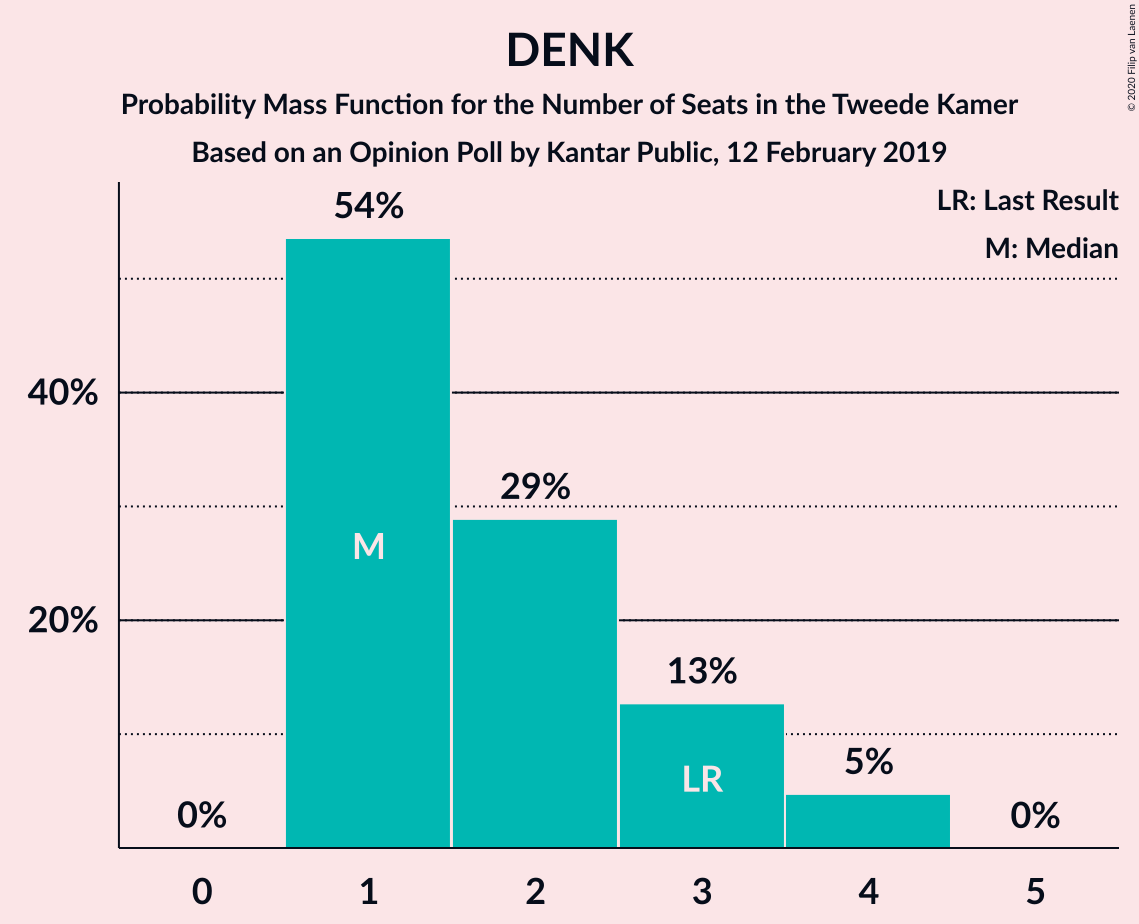 DENK
Probability Mass Function for the Number of Seats in the Tweede Kamer
Based on an Opinion Poll by Kantar Public, 12 February 2019
© 2020 Filip van Laenen
LR: Last Result
M: Median
54%
40%
29%
M
20%
13%
LR
5%
0%
0%
0 1 2 3 4 5